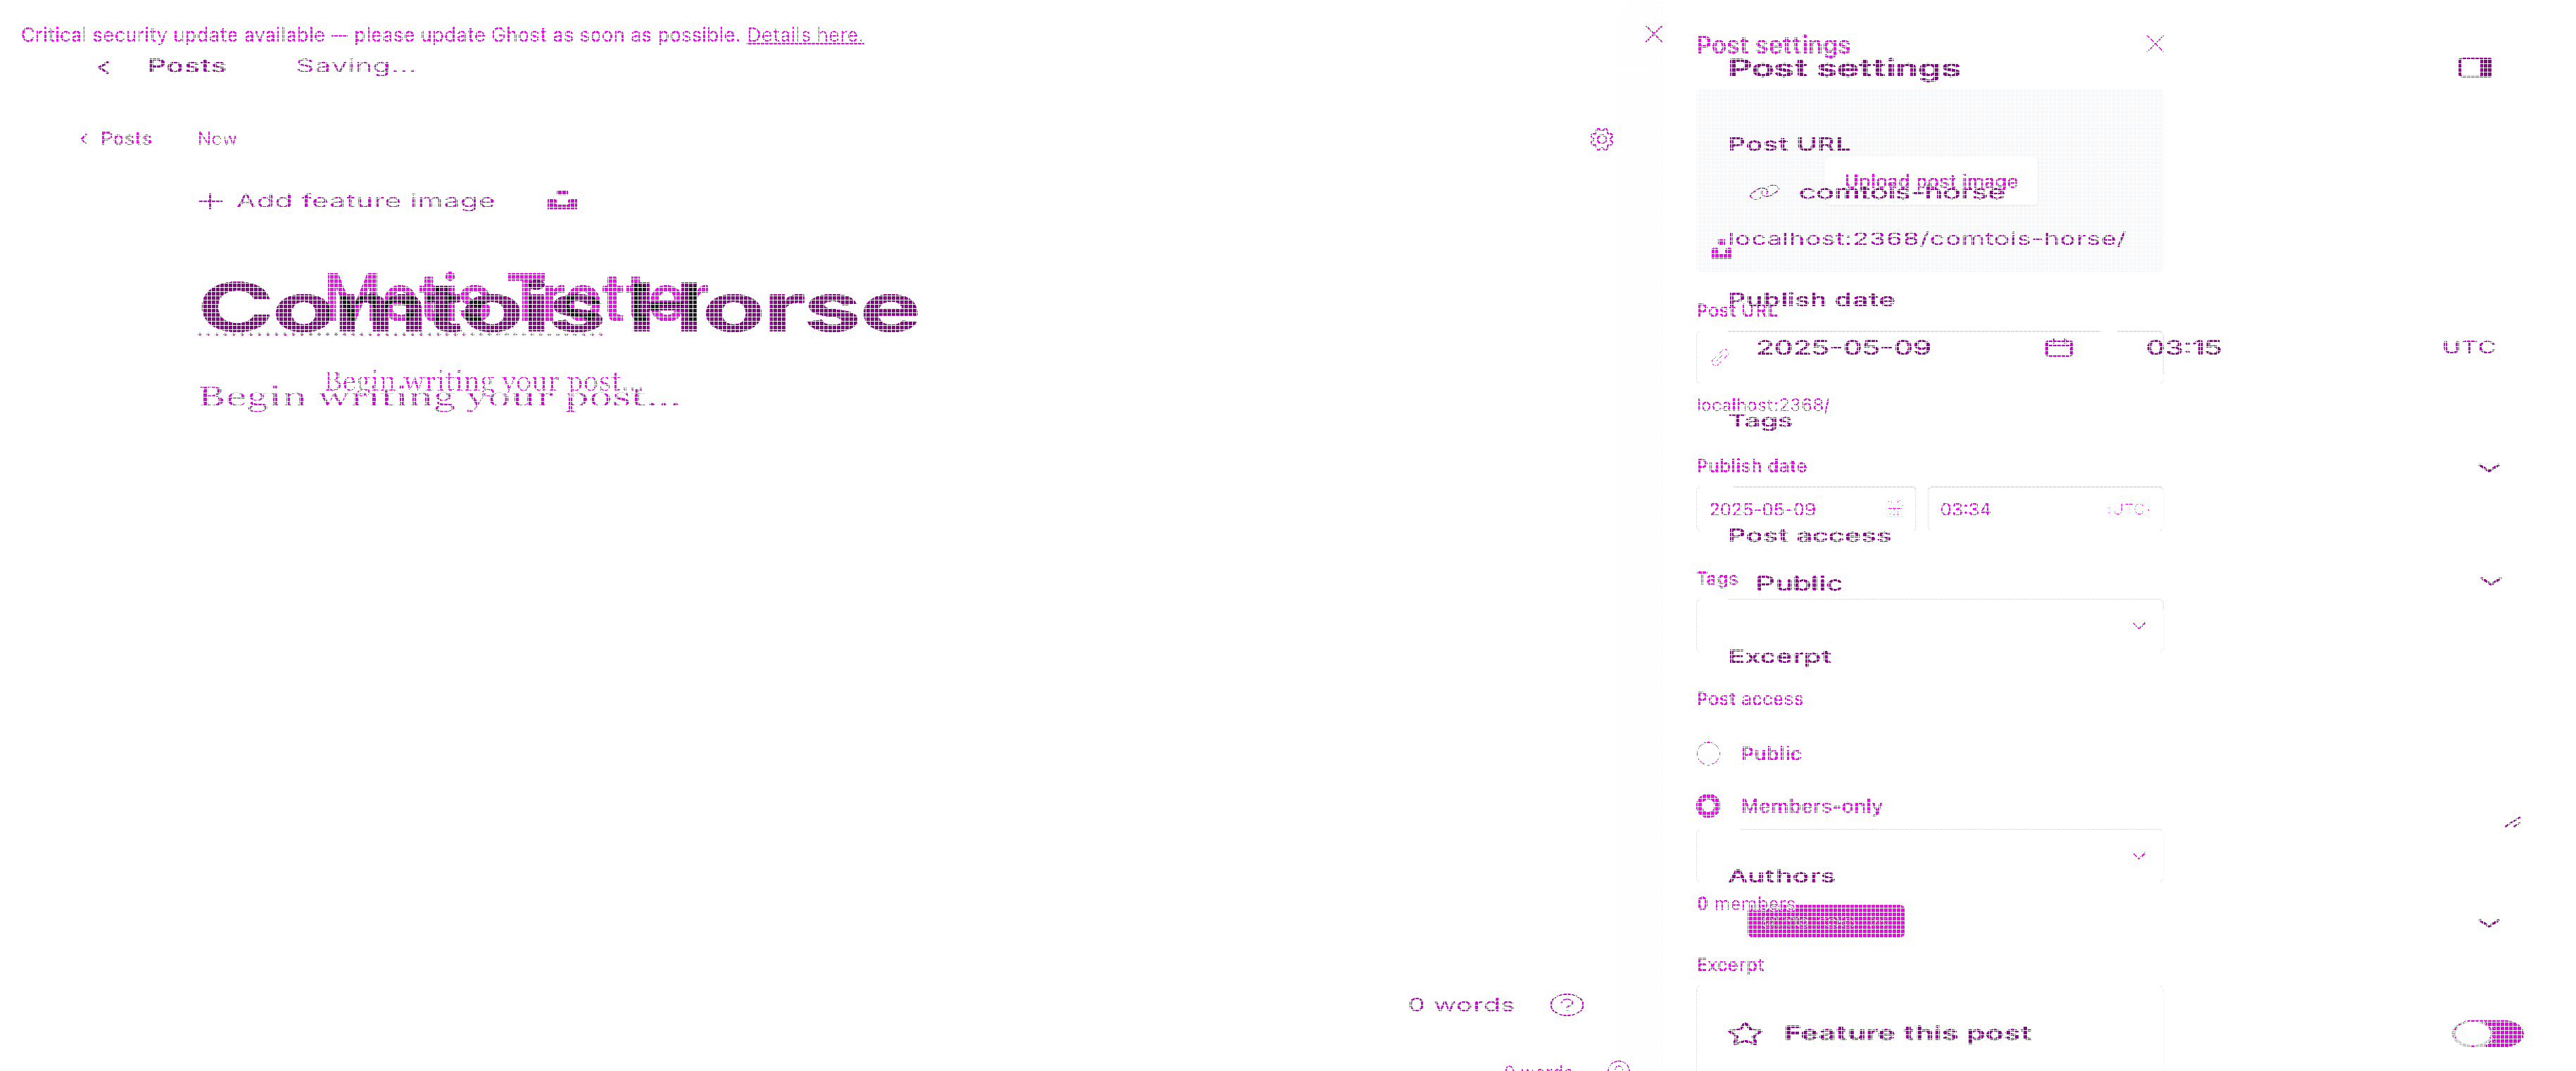 Critical security update available — please update Ghost as soon as possible. Details here.
Posts
Saving...
Posts
New
Add feature image
Comtois Horse
Begin writing your post...
Begin writing your post...
0 words
0 words
Post settings
Post settings
Post URL
Upload post image
comtois-horse
localhost:2368/comtois-horse/
Publish date
Post URL
2025-05-09
03:15
UTC
localhost:2368/
Tags
Publish date
2025-05-09
03:34
(UTC)
Post access
Tags
Public
Excerpt
Post access
Public
Members-only
Authors
0 members
Excerpt
Feature this post